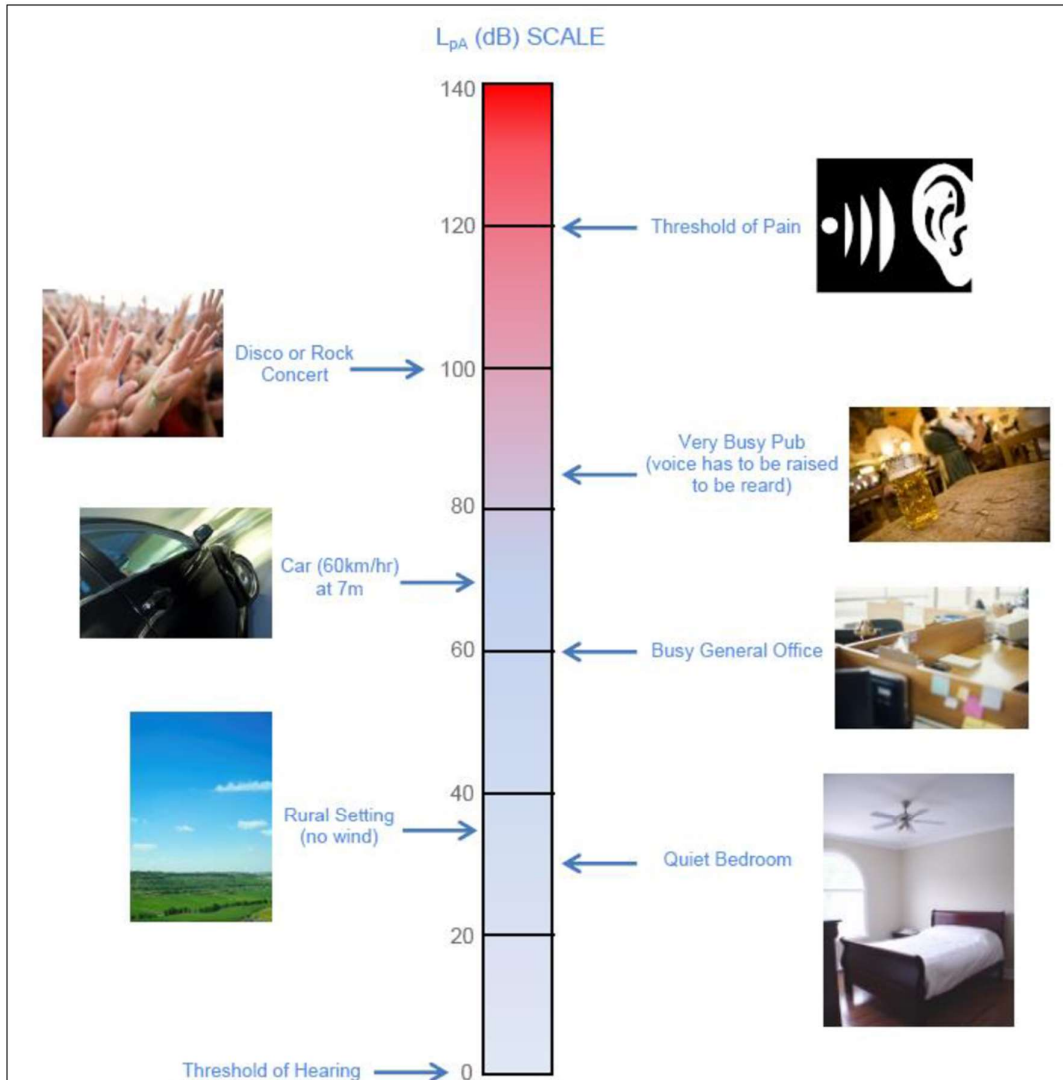 LpA (dB) SCALE
140
120
Threshold of Pain
Disco or Rock
Concert
100
Very Busy Pub
(voice has to be raised
to be reard)
80
Car (60km/hr)
at 7m
60
Busy General Office
40
Rural Setting
(no wind)
Quiet Bedroom
20
Threshold of Hearing
0